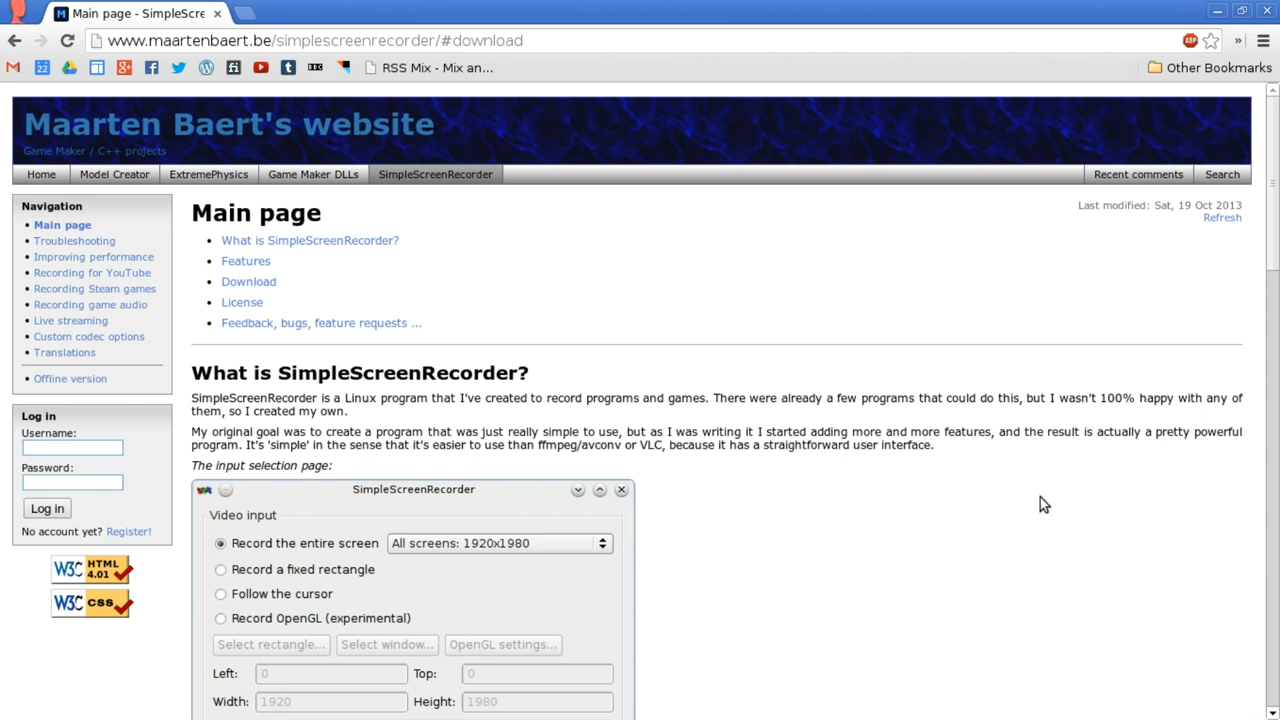 Main page - SimpleScre
www.maartenbaert.be/simplescreenrecorder/#download
ABP
22
RSS Mix - Mix an...
Other Bookmarks
Maarten Baert's website
Game Maker / C++ projects
Home
Model Creator
ExtremePhysics
Game Maker DLLs
SimpleScreenRecorder
Recent comments
Search
Navigation
Main page
Troubleshooting
Improving performance
Recording for YouTube
Recording Steam games
Recording game audio
Live streaming
Custom codec options
Translations
Offline version
Log in
Username:
Password:
Log in
No account yet? Register!
W3C HTML 4.01
W3C css
Main page
Last modified: Sat, 19 Oct 2013
Refresh
What is SimpleScreenRecorder?
Features
Download
License
Feedback, bugs, feature requests ...
What is SimpleScreenRecorder?
SimpleScreenRecorder is a Linux program that I've created to record programs and games. There were already a few programs that could do this, but I wasn't 100% happy with any of
them, so I created my own.
My original goal was to create a program that was just really simple to use, but as I was writing it I started adding more and more features, and the result is actually a pretty powerful
program. It's 'simple' in the sense that it's easier to use than ffmpeg/avconv or VLC, because it has a straightforward user interface.
The input selection page:
SimpleScreenRecorder
Video input
Record the entire screen
All screens: 1920x1980
Record a fixed rectangle
Follow the cursor
Record OpenGL (experimental)
Select rectangle...
Select window...
OpenGL settings...
Left: 0 Top: 0
Width: 1920 Height: 1980